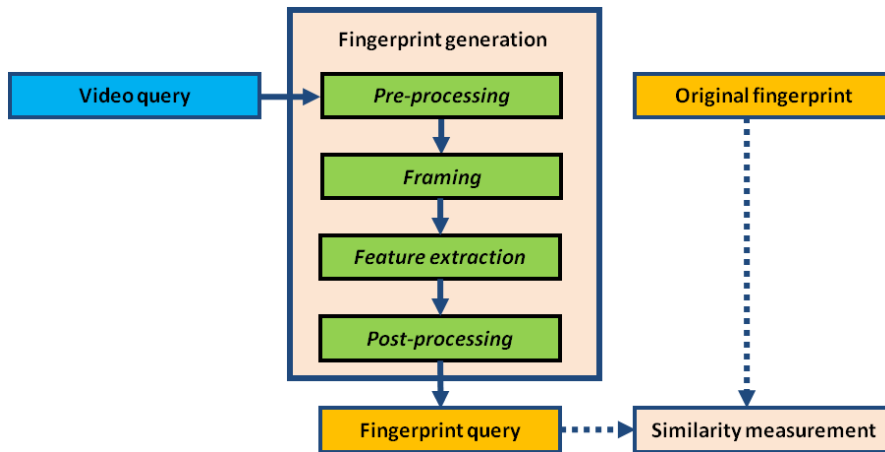 Fingerprint generation
Video query
Pre-processing
Original fingerprint
Framing
Feature extraction
Post-processing
Fingerprint query
Similarity measurement